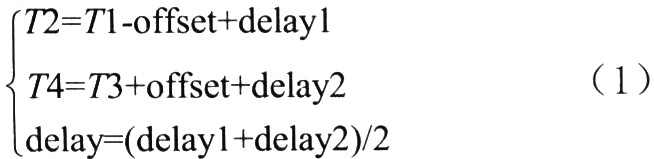 T2=T1-offset+delay1
T4=T3+offset+delay2 （1）
delay=(delay1+delay2)/2